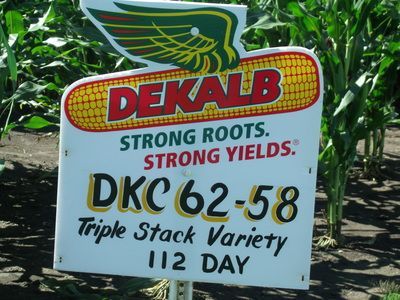 DEKALB
STRONG ROOTS.
STRONG YIELDS.®
DKC 62-58
Triple Stack Variety
112 DAY